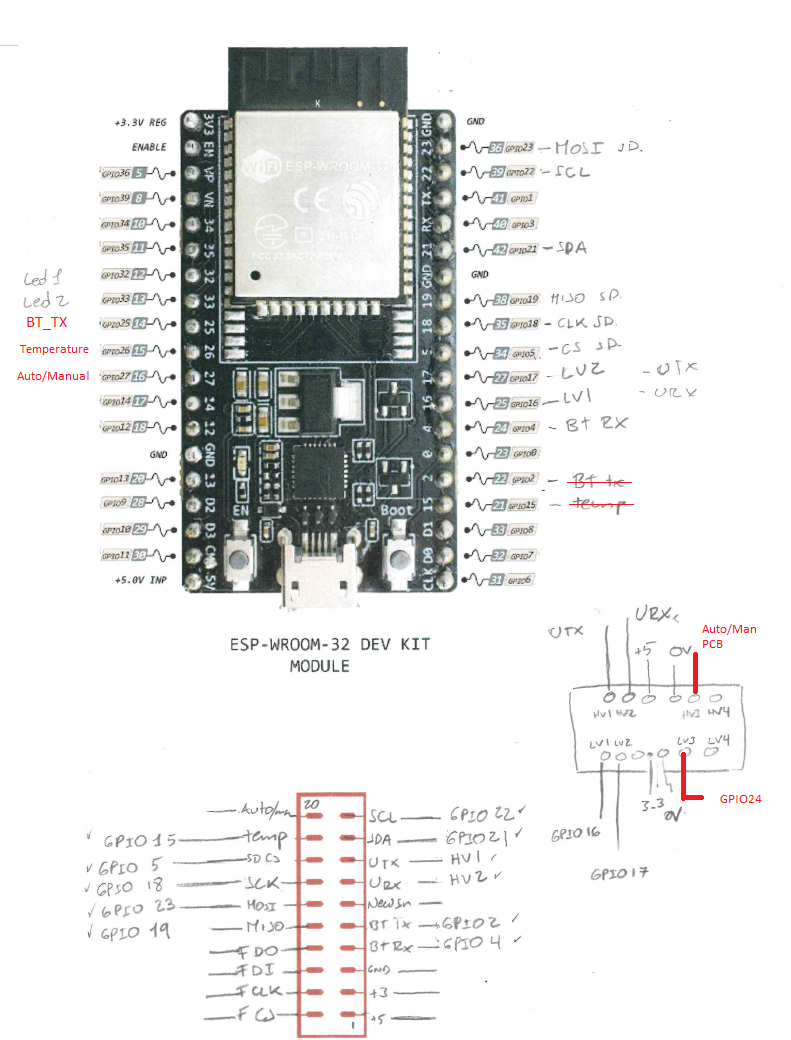 +3.3V REG
ENABLE
GPIO36 5
GPIO39 8
GPIO34 10
GPIO35 11
Led 1 GPIO32 12
Led 2 GPIO33 13
BT_TX GPIO25 14
Temperature GPIO26 15
Auto/Manual GPIO27 16
GPIO14 17
GPIO12 18
GND
GPIO13 20
GPIO9 28
GPIO10 29
GPIO11 30
+5.0V INP
3V3
EN
VP
VN
34
35
32
33
25
26
27
14
12
GND
13
D2
D3
CMD
5V
K
WiFi ESP-WROOM-32
CE
EN
Boot
GND
23
22
TX
RX
21
GND
19
18
5
17
16
4
0
2
15
D1
D0
CLK
GND
36 GPIO23 - MOSI SD.
39 GPIO22 - SCL
41 GPIO1
40 GPIO3
42 GPIO21 - SDA
GND
38 GPIO19 MISO SD.
35 GPIO18 - CLK SD.
34 GPIO5 - CS SD.
27 GPIO17 - LV2 - UTX
25 GPIO16 - LV1 - URX
24 GPIO4 - Bt RX
23 GPIO0
22 GPIO2 - Bt tx
21 GPIO15 - temp
33 GPIO8
32 GPIO7
31 GPIO6
ESP-WROOM-32 DEV KIT
MODULE
UTX URX
+5 0V
Auto/Man
PCB
HV1 HV2 HV3 HV4
LV1 LV2 LV3 LV4
3.3 0V
GPIO24
GPIO16
GPIO17
Auto/man 20 SCL GPIO 22 ✓
✓ GPIO 15 temp SDA GPIO 21 ✓
✓ GPIO 5 SD CS UTX HV1 ✓
✓ GPIO 18 SCK URX HV2 ✓
✓ GPIO 23 MOSI
✓ GPIO 19 MISO BT TX GPIO 2 ✓
FDO Bt Rx GPIO 4 ✓
FDI GND
FCLK +3
FCS 1 +5